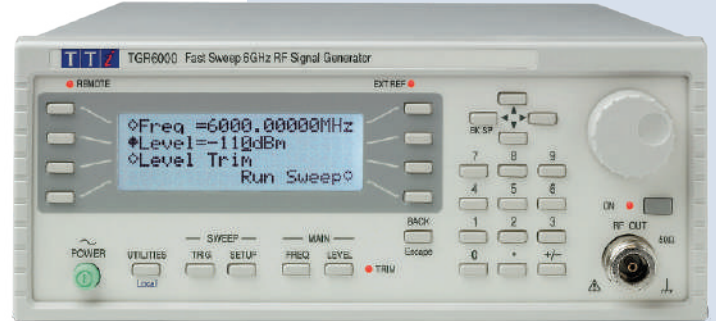 TTi TGR6000 Fast Sweep 6GHz RF Signal Generator
REMOTE EXT REF
◇Freq =6000.00000MHz
◆Level=-110dBm
◇Level Trim
Run Sweep◇
BK SP
7 8 9
4 5 6
1 2 3
0 • +/–
ON
RF OUT
50Ω
BACK
Escape
POWER
UTILITIES
Local
SWEEP
TRIG SETUP
MAIN
FREQ LEVEL
TRIM